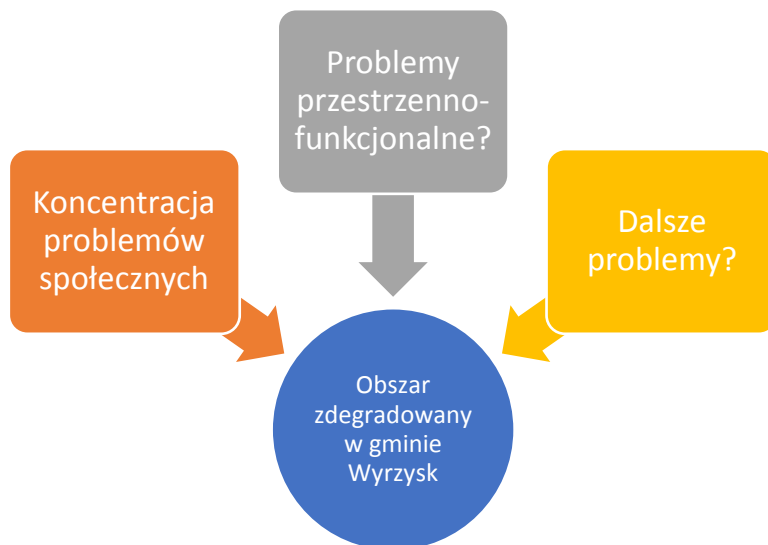 Problemy
przestrzenno-
funkcjonalne?
Koncentracja
problemów
społecznych
Dalsze
problemy?
Obszar
zdegradowany
w gminie
Wyrzysk